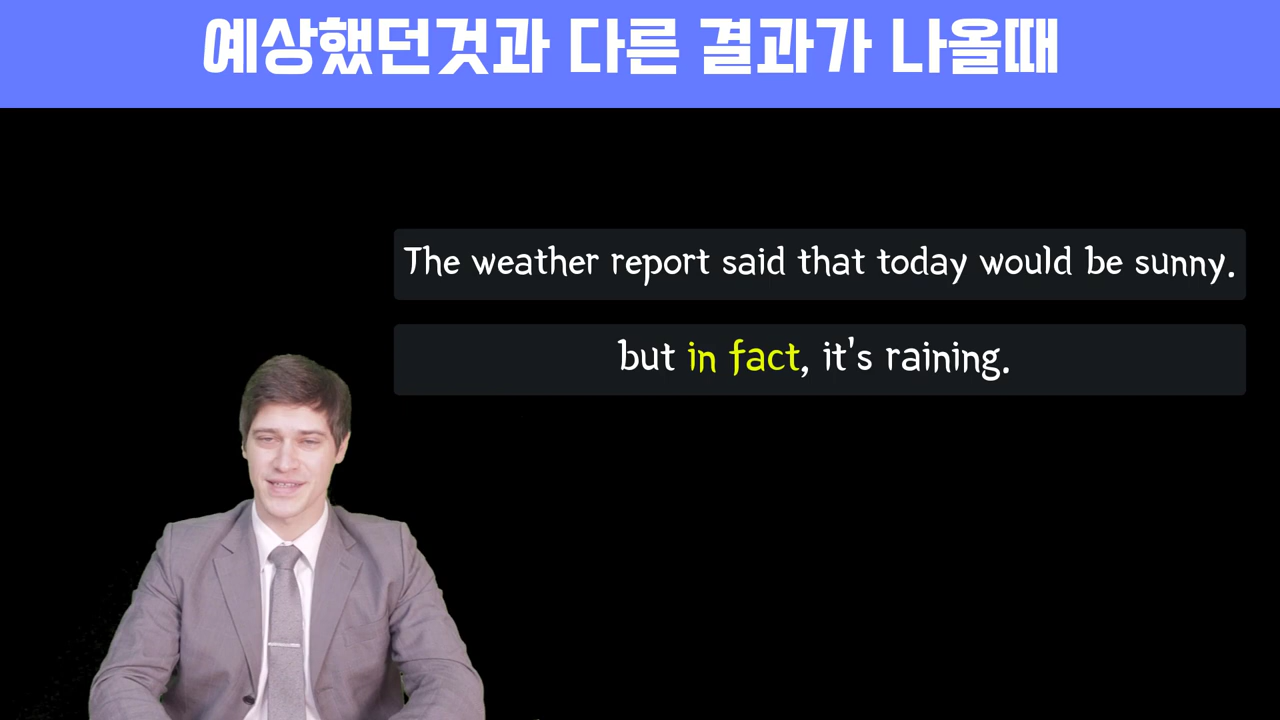 예상했던것과 다른 결과가 나올때
The weather report said that today would be sunny.
but in fact, it's raining.